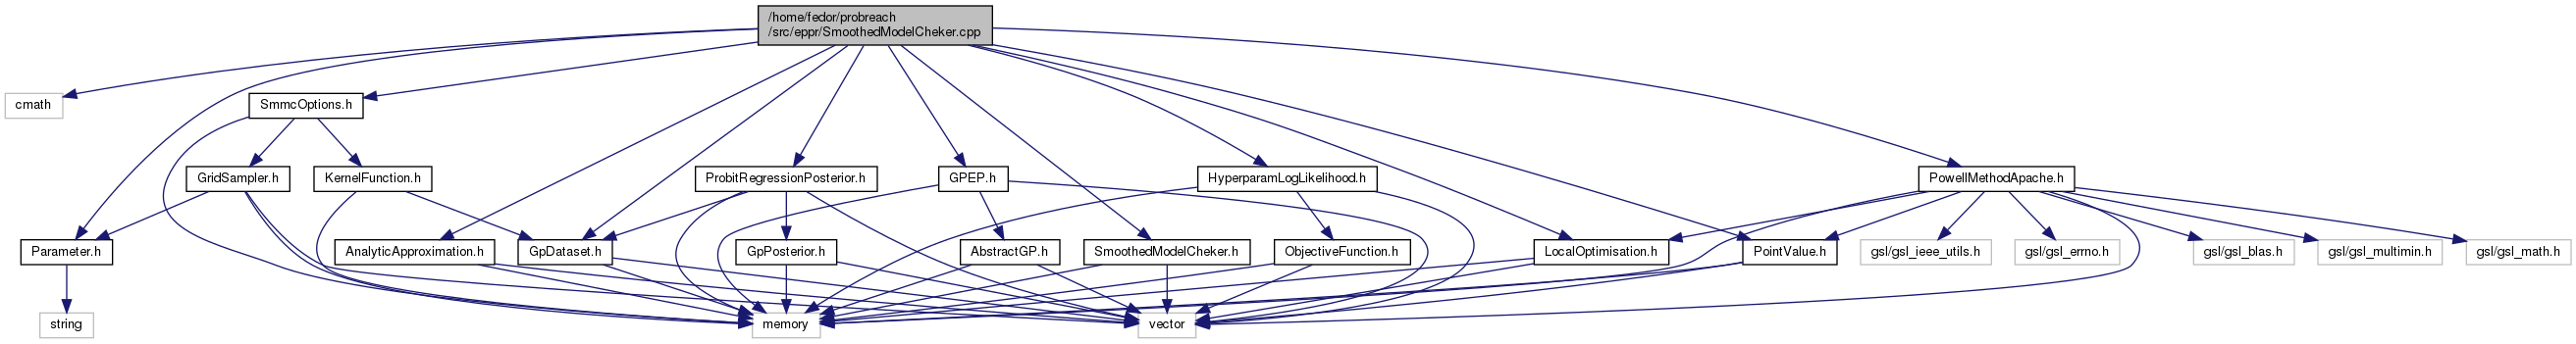 /home/fedor/probreach
/src/eppr/SmoothedModelCheker.cpp
cmath
SmmcOptions.h
GridSampler.h
KernelFunction.h
ProbitRegressionPosterior.h
GPEP.h
HyperparamLogLikelihood.h
PowellMethodApache.h
Parameter.h
AnalyticApproximation.h
GpDataset.h
GpPosterior.h
AbstractGP.h
SmoothedModelCheker.h
ObjectiveFunction.h
LocalOptimisation.h
PointValue.h
gsl/gsl_ieee_utils.h
gsl/gsl_errno.h
gsl/gsl_blas.h
gsl/gsl_multimin.h
gsl/gsl_math.h
string
memory
vector